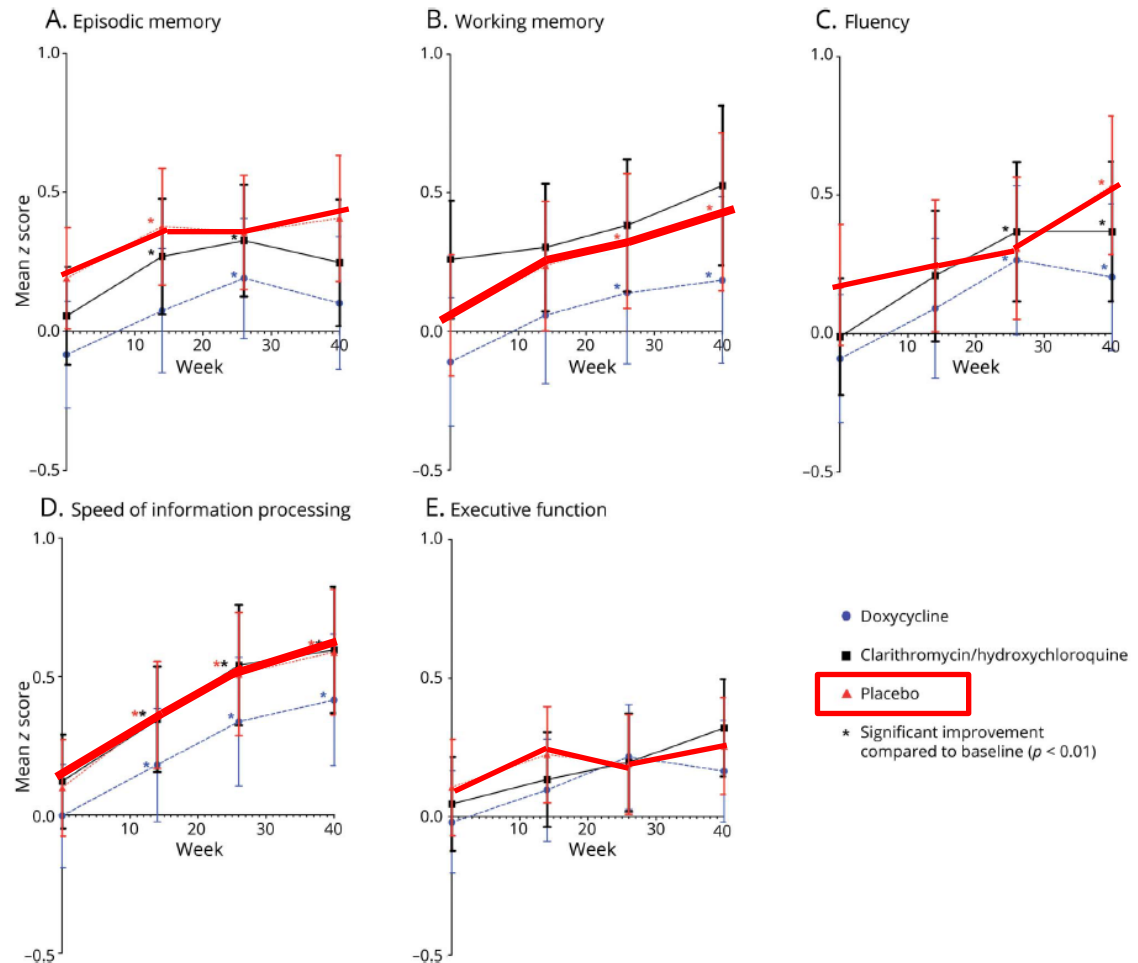 A. Episodic memory
B. Working memory
C. Fluency
1.0
0.5
0.0
−0.5
Mean z score
10
20
30
40
Week
1.0
0.5
0.0
−0.5
10
20
30
40
Week
1.0
0.5
0.0
−0.5
10
20
30
40
Week
D. Speed of information processing
E. Executive function
1.0
0.5
0.0
−0.5
Mean z score
10
20
30
40
Week
1.0
0.5
0.0
−0.5
10
20
30
40
Week
Doxycycline
Clarithromycin/hydroxychloroquine
Placebo
* Significant improvement
compared to baseline (p < 0.01)